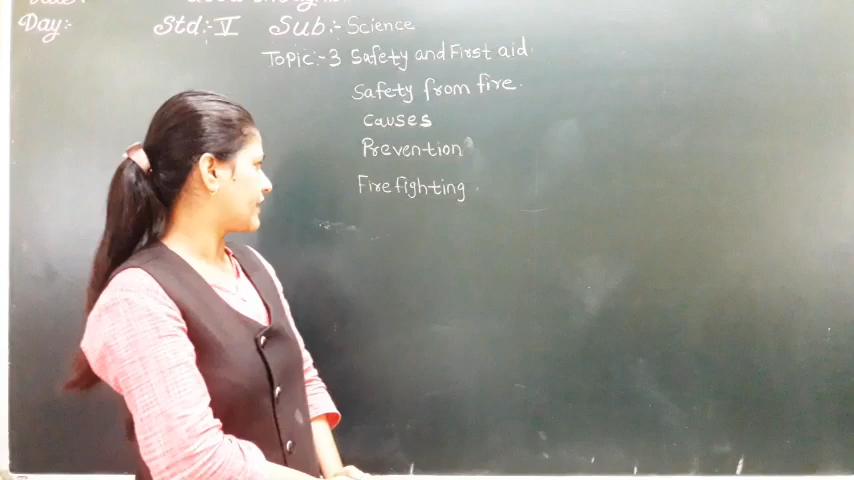 Day:-   Std:- V   Sub:- Science
Topic:- 3 Safety and First aid.
Safety from fire.
Causes
Prevention
Fire fighting.